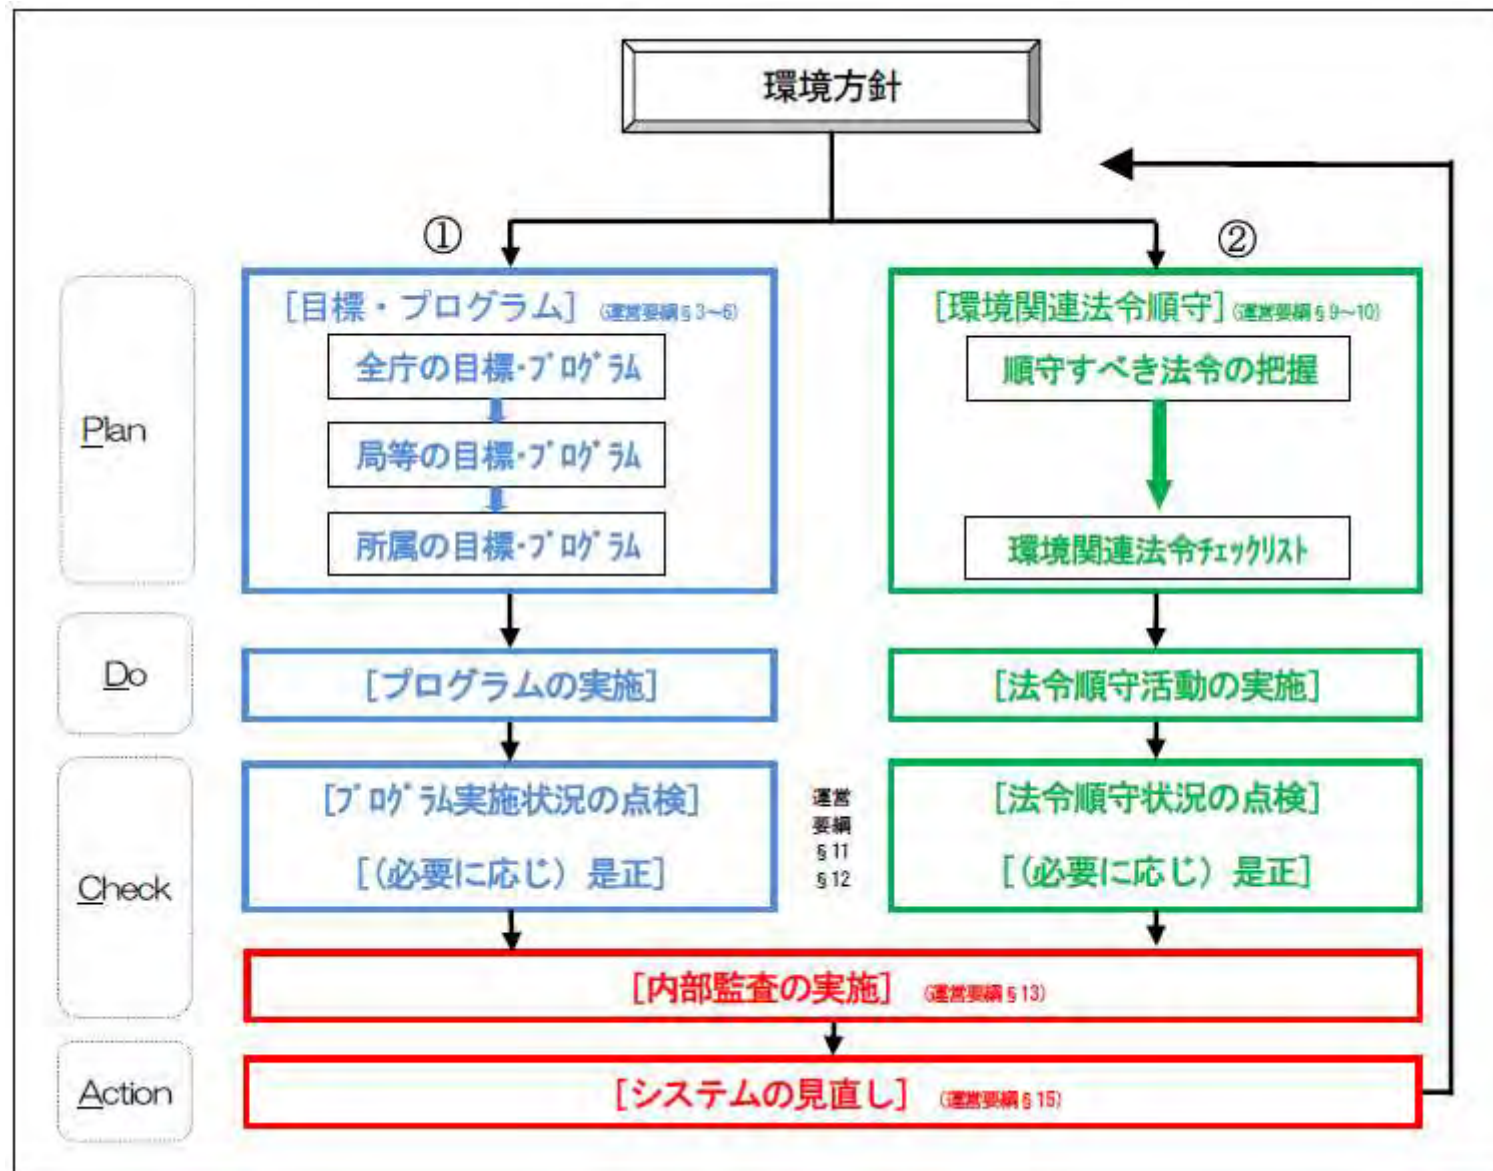 環境方針
① ②
Plan
[目標・プログラム] (運営要綱§3~6)
全庁の目標･ﾌﾟﾛｸﾞﾗﾑ
局等の目標･ﾌﾟﾛｸﾞﾗﾑ
所属の目標･ﾌﾟﾛｸﾞﾗﾑ
[環境関連法令順守] (運営要綱§9~10)
順守すべき法令の把握
環境関連法令ﾁｪｯｸﾘｽﾄ
Do
[プログラムの実施]
[法令順守活動の実施]
Check
[ﾌﾟﾛｸﾞﾗﾑ実施状況の点検]
[(必要に応じ) 是正]
運営
要綱
§11
§12
[法令順守状況の点検]
[(必要に応じ) 是正]
[内部監査の実施] (運営要綱§13)
Action
[システムの見直し] (運営要綱§15)